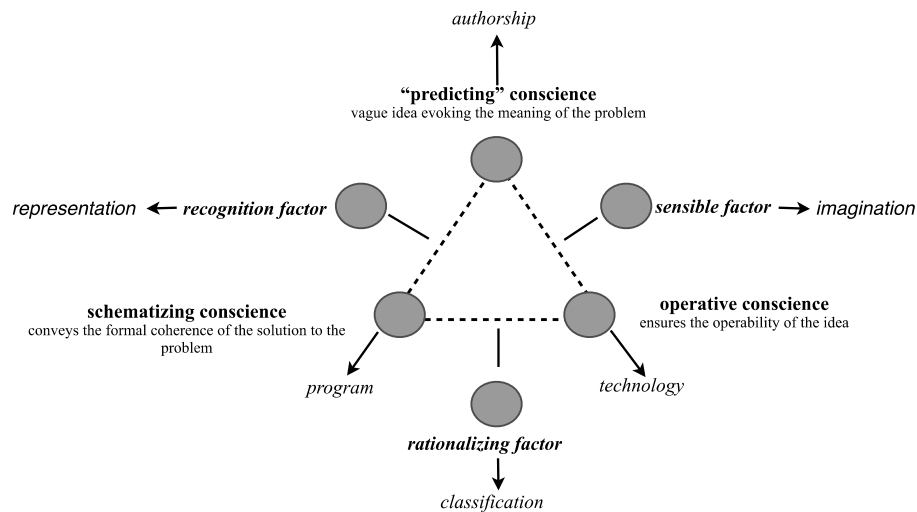 authorship
“predicting” conscience
vague idea evoking the meaning of the problem
representation
recognition factor
sensible factor
imagination
schematizing conscience
conveys the formal coherence of the solution to the
problem
operative conscience
ensures the operability of the idea
program
technology
rationalizing factor
classification